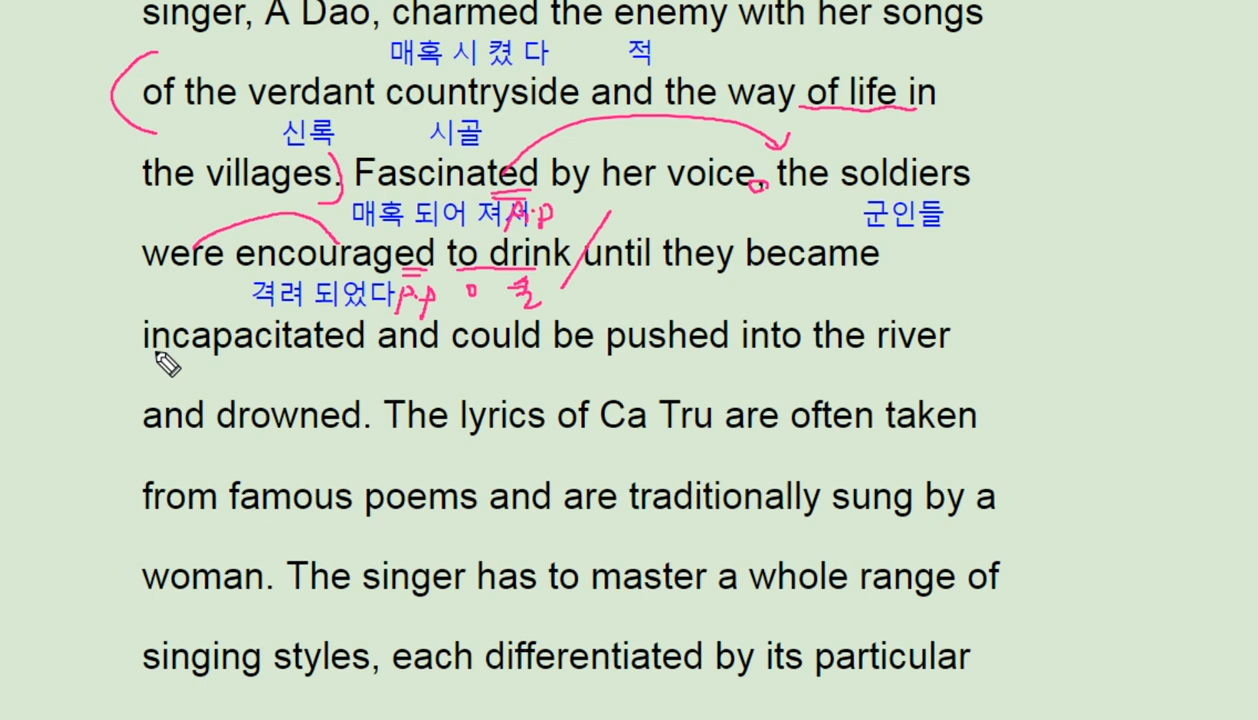 singer, A Dao, charmed the enemy with her songs
매혹 시 켰 다 적
of the verdant countryside and the way of life in
신록 시골
the villages. Fascinated by her voice, the soldiers
매혹 되어 져서 P.P 군인들
were encouraged to drink until they became
격려 되었다 P.P
incapacitated and could be pushed into the river
and drowned. The lyrics of Ca Tru are often taken
from famous poems and are traditionally sung by a
woman. The singer has to master a whole range of
singing styles, each differentiated by its particular